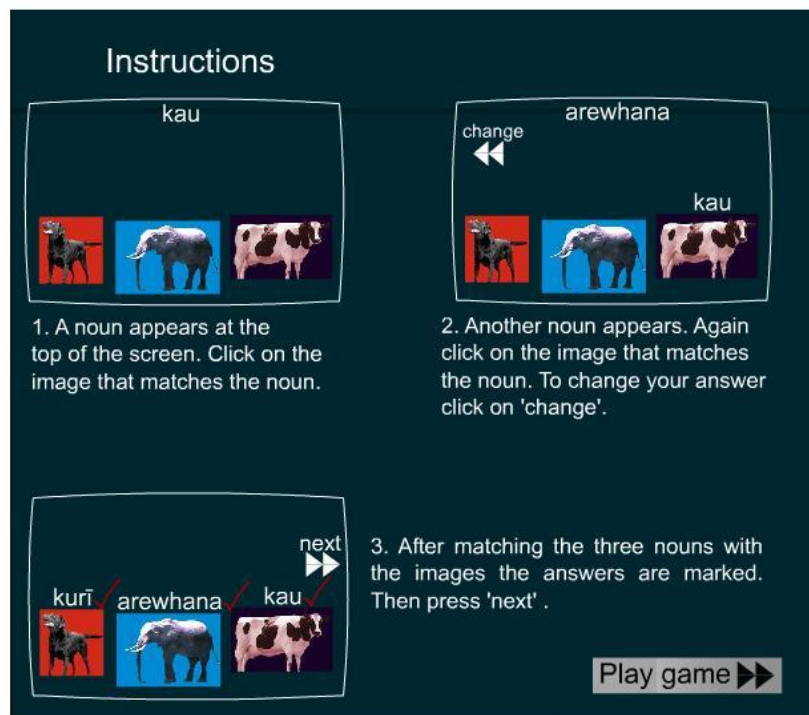 Instructions
kau
1. A noun appears at the
top of the screen. Click on the
image that matches the noun.
arewhana
change
kau
2. Another noun appears. Again
click on the image that matches
the noun. To change your answer
click on 'change'.
next
kurī arewhana kau
3. After matching the three nouns with
the images the answers are marked.
Then press 'next' .
Play game